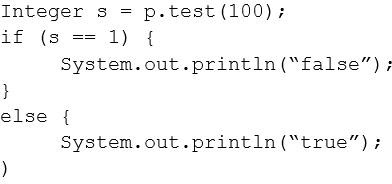 Integer s = p.test(100);
if (s == 1) {
System.out.println(“false”);
}
else {
System.out.println(“true”);
)